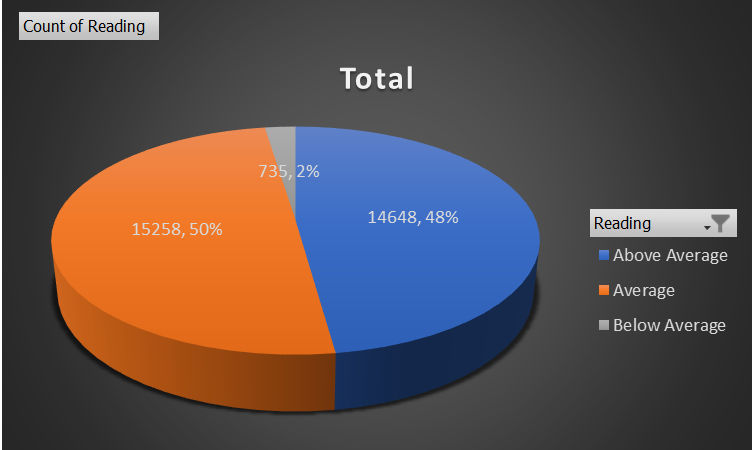 Count of Reading
Total
735, 2%
14648, 48%
15258, 50%
Reading
Above Average
Average
Below Average